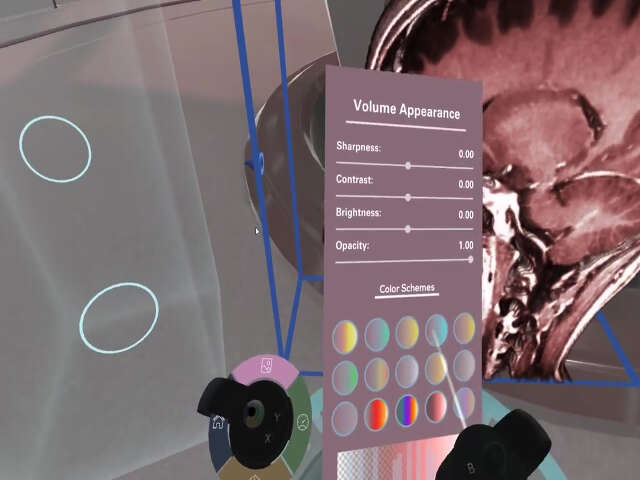 Volume Appearance
Sharpness: 0.00
Contrast: 0.00
Brightness: 0.00
Opacity: 1.00
Color Schemes
Y
X
B